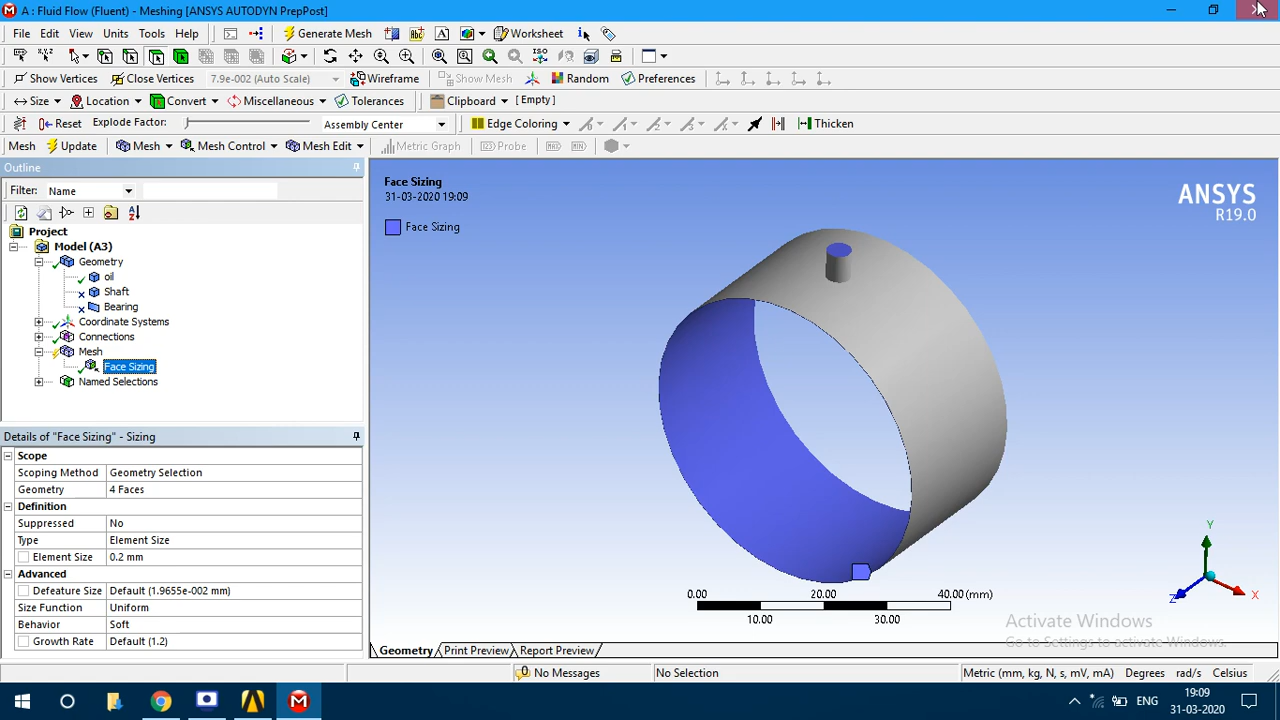 A : Fluid Flow (Fluent) - Meshing [ANSYS AUTODYN PrepPost]
File Edit View Units Tools Help Generate Mesh Worksheet
Show Vertices Close Vertices 7.9e-002 (Auto Scale) Wireframe Show Mesh Random Preferences
Size Location Convert Miscellaneous Tolerances Clipboard [ Empty ]
Reset Explode Factor: Assembly Center Edge Coloring Thicken
Mesh Update Mesh Mesh Control Mesh Edit Metric Graph Probe
Outline
Filter: Name
Project
Model (A3)
Geometry
oil
Shaft
Bearing
Coordinate Systems
Connections
Mesh
Face Sizing
Named Selections
Details of "Face Sizing" - Sizing
Scope
Scoping Method Geometry Selection
Geometry 4 Faces
Definition
Suppressed No
Type Element Size
Element Size 0.2 mm
Advanced
Defeature Size Default (1.9655e-002 mm)
Size Function Uniform
Behavior Soft
Growth Rate Default (1.2)
Face Sizing
31-03-2020 19:09
Face Sizing
ANSYS
R19.0
0.00 20.00 40.00 (mm)
10.00 30.00
Y
X
Z
Activate Windows
Go to Settings to activate Windows.
Geometry Print Preview Report Preview
0 No Messages No Selection Metric (mm, kg, N, s, mV, mA) Degrees rad/s Celsius
ENG 19:09
31-03-2020